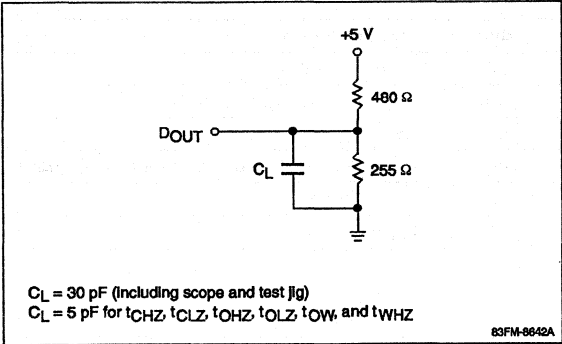 +5 V
480 Ω
DOUT
CL
255 Ω
CL = 30 pF (including scope and test jig)
CL = 5 pF for tCHZ, tCLZ, tOHZ, tOLZ, tOW, and tWHZ
83FM-8642A